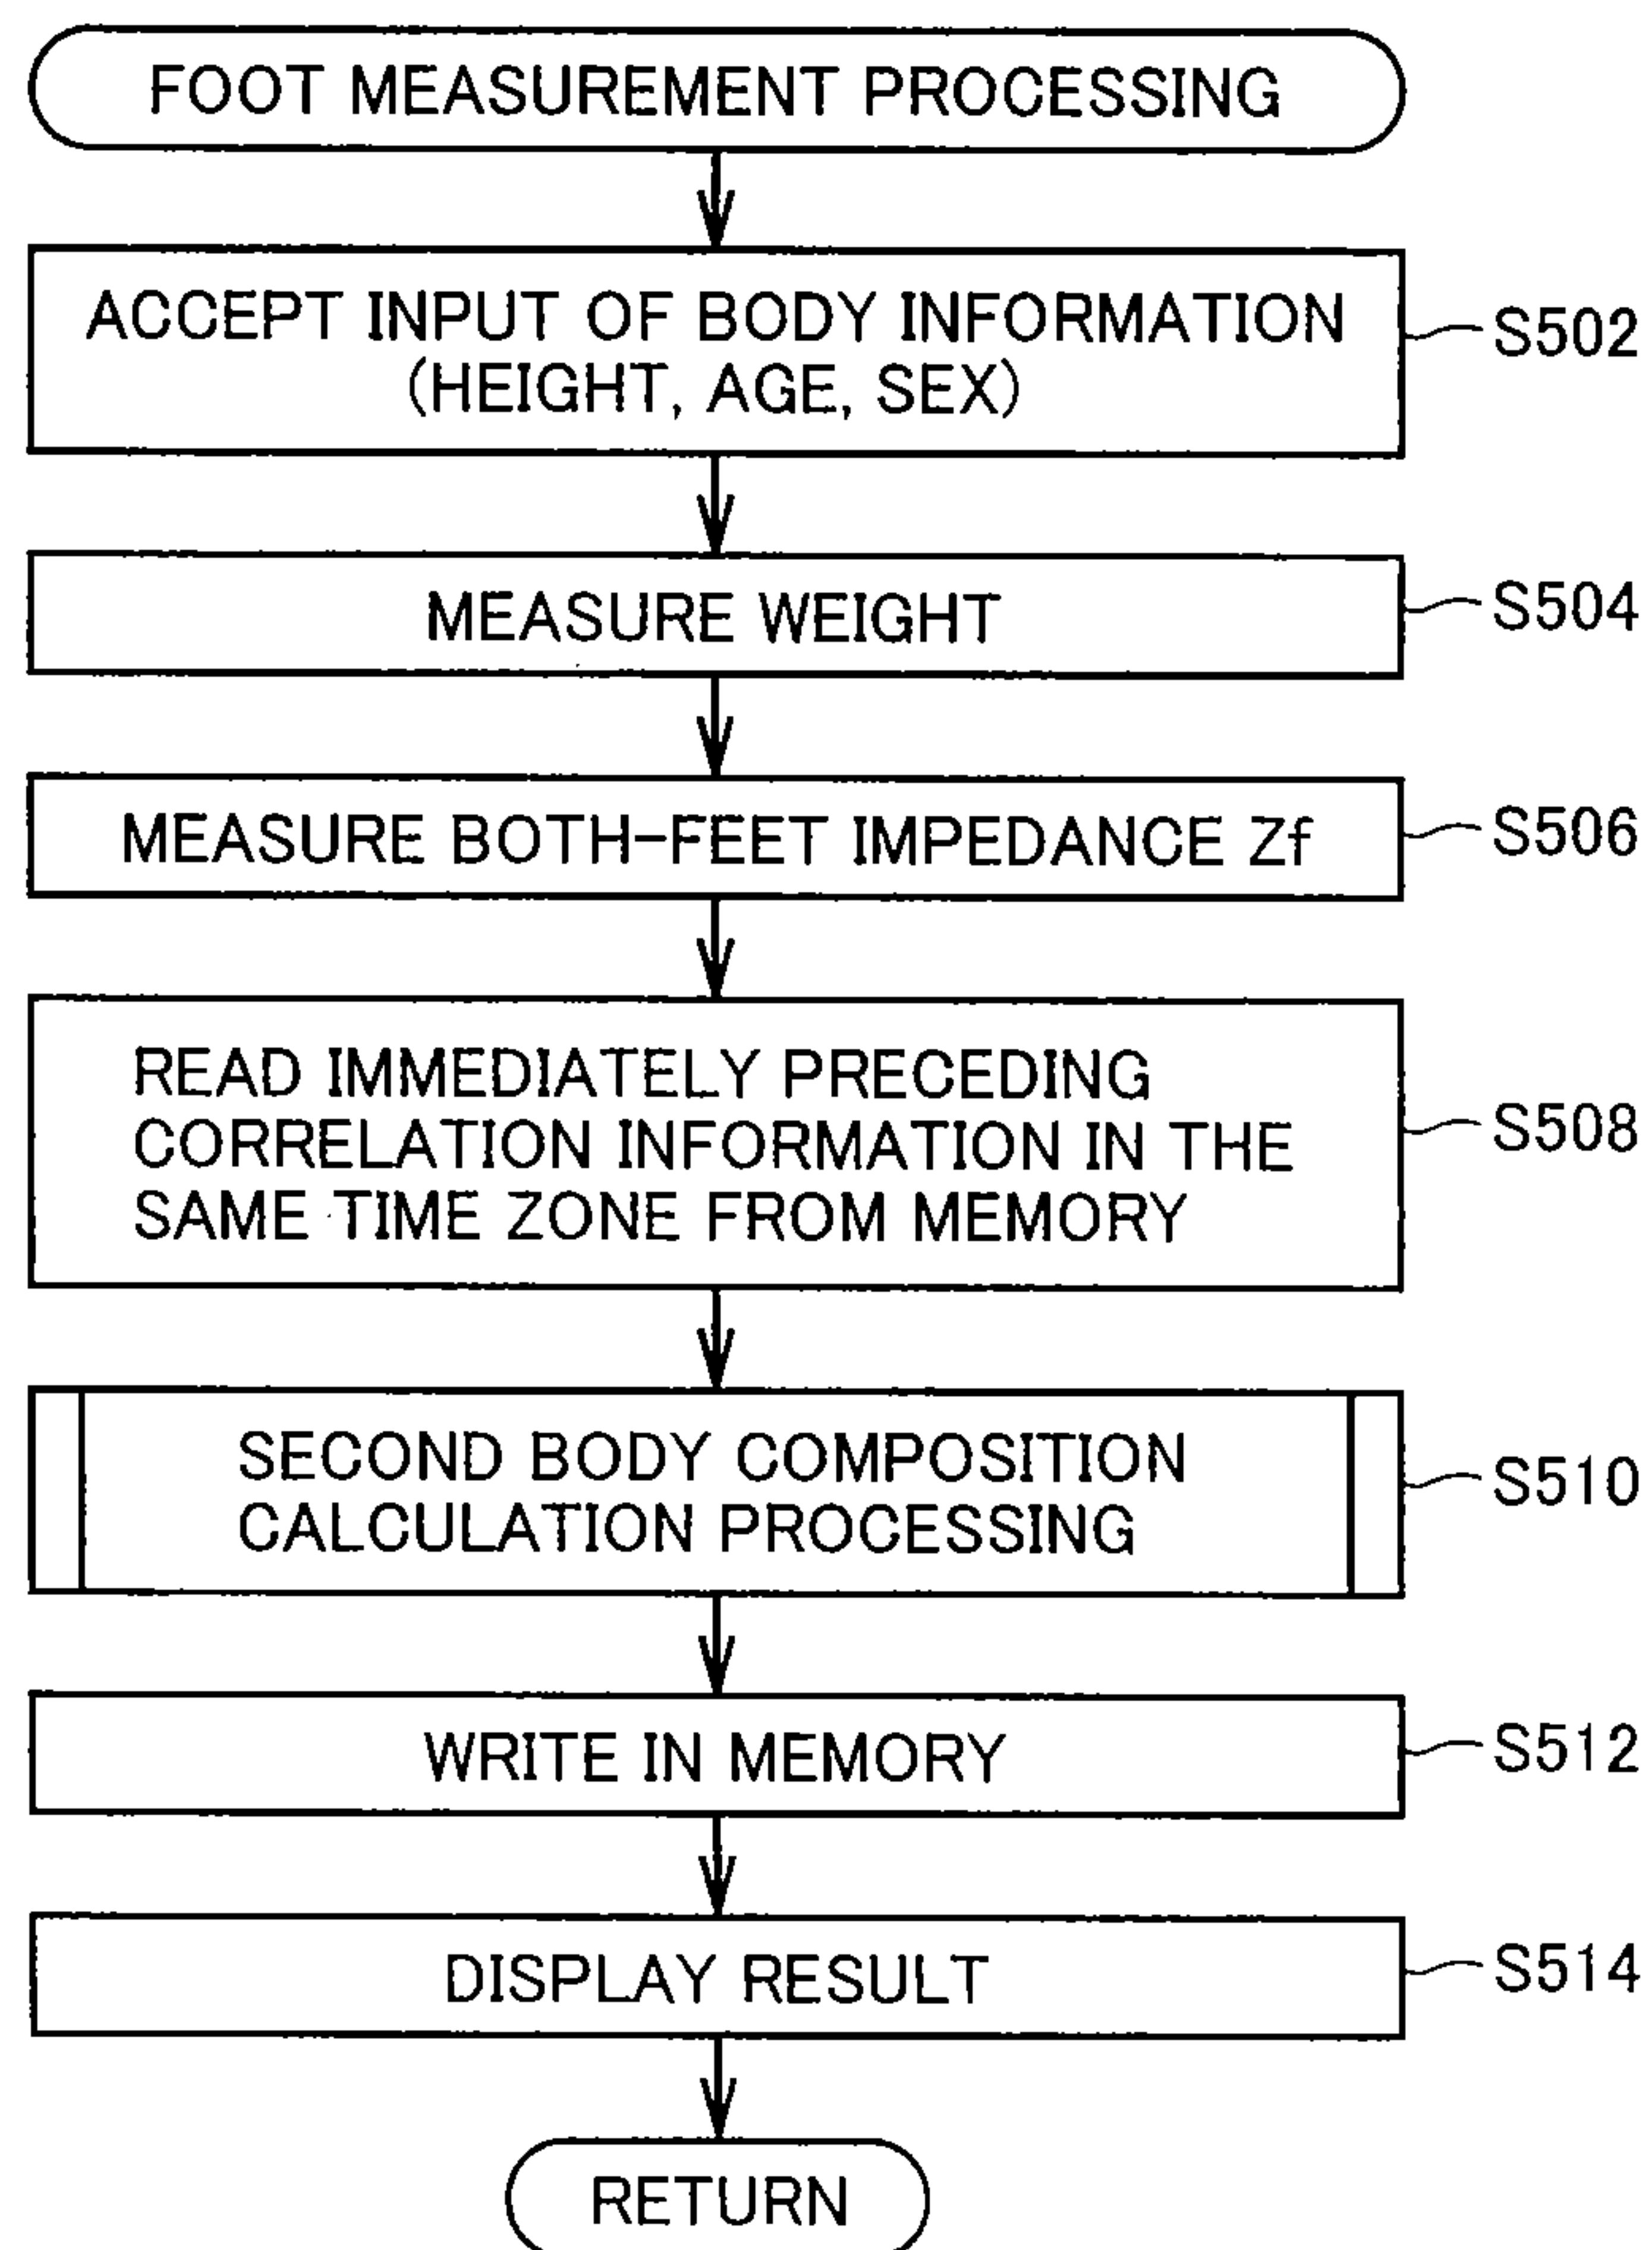 FOOT MEASUREMENT PROCESSING
ACCEPT INPUT OF BODY INFORMATION
(HEIGHT, AGE, SEX)
S502
MEASURE WEIGHT
S504
MEASURE BOTH-FEET IMPEDANCE Zf
S506
READ IMMEDIATELY PRECEDING
CORRELATION INFORMATION IN THE
SAME TIME ZONE FROM MEMORY
S508
SECOND BODY COMPOSITION
CALCULATION PROCESSING
S510
WRITE IN MEMORY
S512
DISPLAY RESULT
S514
RETURN